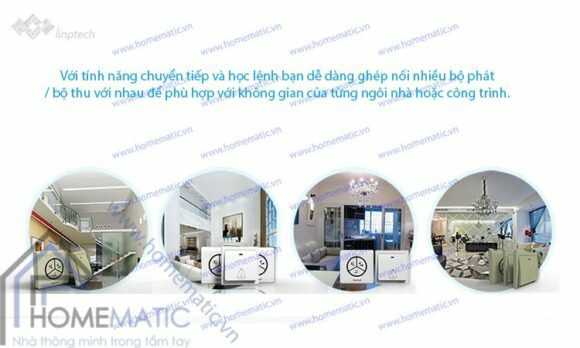 linptech
Với tính năng chuyển tiếp và học lệnh bạn dễ dàng ghép nối nhiều bộ phát
/ bộ thu với nhau để phù hợp với không gian của từng ngôi nhà hoặc công trình.
www.homematic.vn
HOMEMATIC
Nhà thông minh trong tầm tay